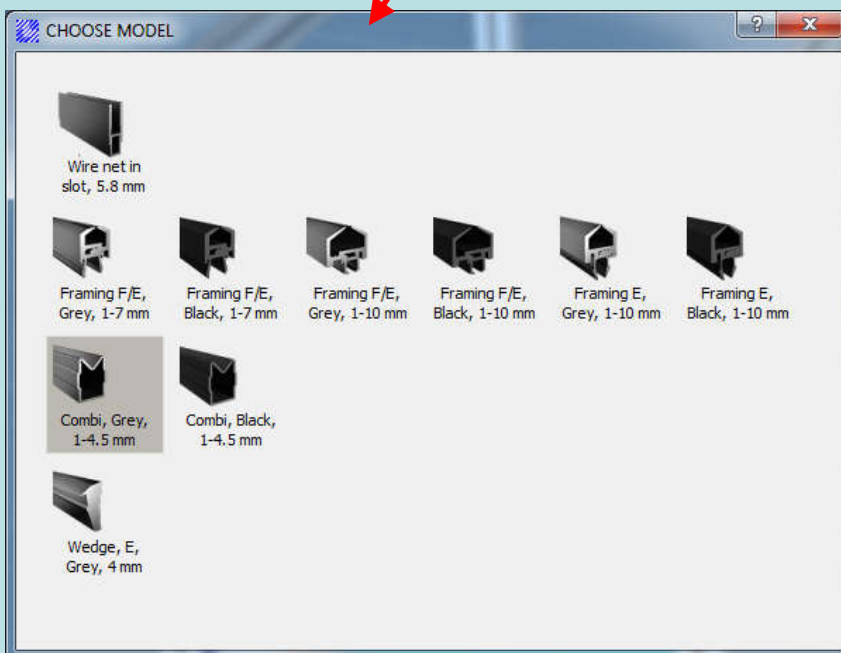 CHOOSE MODEL
?
X
Wire net in
slot, 5.8 mm
Framing F/E,
Grey, 1-7 mm
Framing F/E,
Black, 1-7 mm
Framing F/E,
Grey, 1-10 mm
Framing F/E,
Black, 1-10 mm
Framing E,
Grey, 1-10 mm
Framing E,
Black, 1-10 mm
Combi, Grey,
1-4.5 mm
Combi, Black,
1-4.5 mm
Wedge, E,
Grey, 4 mm